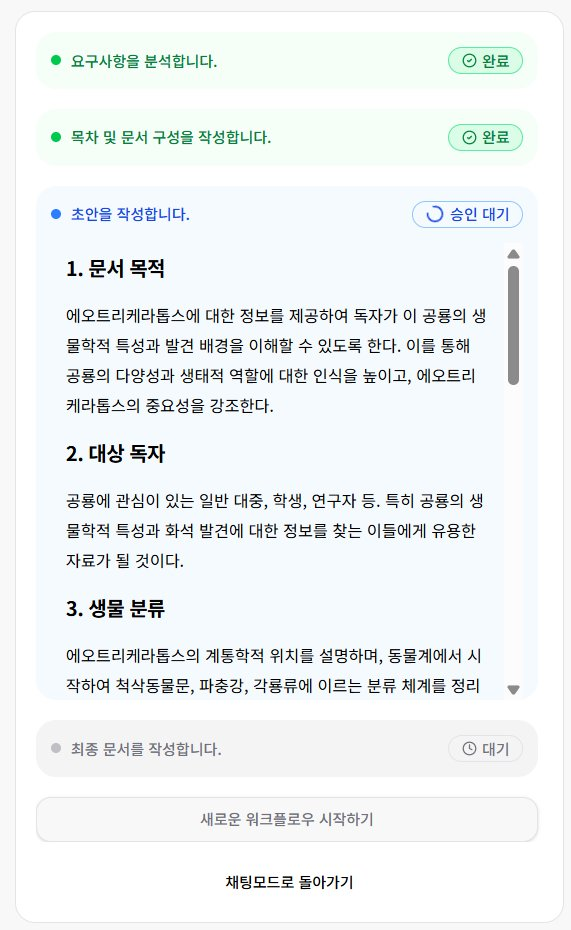 요구사항을 분석합니다.
완료
목차 및 문서 구성을 작성합니다.
완료
초안을 작성합니다.
승인 대기
1. 문서 목적
에오트리케라톱스에 대한 정보를 제공하여 독자가 이 공룡의 생
물학적 특성과 발견 배경을 이해할 수 있도록 한다. 이를 통해
공룡의 다양성과 생태적 역할에 대한 인식을 높이고, 에오트리
케라톱스의 중요성을 강조한다.
2. 대상 독자
공룡에 관심이 있는 일반 대중, 학생, 연구자 등. 특히 공룡의 생
물학적 특성과 화석 발견에 대한 정보를 찾는 이들에게 유용한
자료가 될 것이다.
3. 생물 분류
에오트리케라톱스의 계통학적 위치를 설명하며, 동물계에서 시
작하여 척삭동물문, 파충강, 각룡류에 이르는 분류 체계를 정리
최종 문서를 작성합니다.
대기
새로운 워크플로우 시작하기
채팅모드로 돌아가기